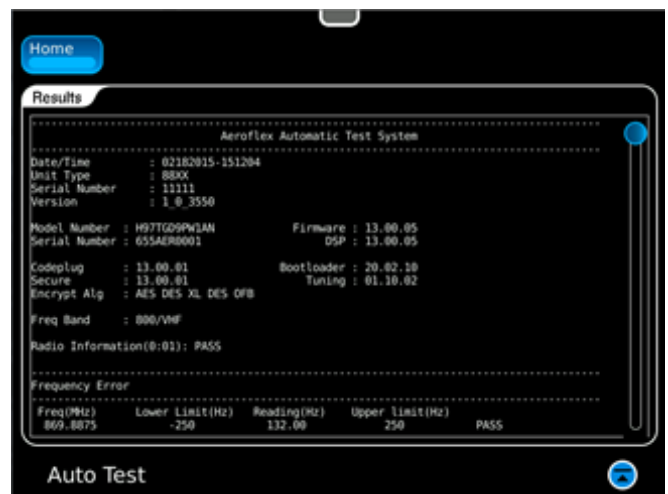 Home
Results
Aeroflex Automatic Test System
Date/Time : 02182015-151204
Unit Type : 88XX
Serial Number : 11111
Version : 1_0_3550
Model Number : H97TGD9PW1AN Firmware : 13.00.05
Serial Number : 655AER0001 DSP : 13.00.05
Codeplug : 13.00.01 Bootloader : 20.02.10
Secure : 13.00.01 Tuning : 01.10.02
Encrypt Alg : AES DES XL DES OFB
Freq Band : 800/VHF
Radio Information(0:01): PASS
Frequency Error
Freq(MHz) Lower Limit(Hz) Reading(Hz) Upper limit(Hz)
869.8875 -250 132.00 250 PASS
Auto Test